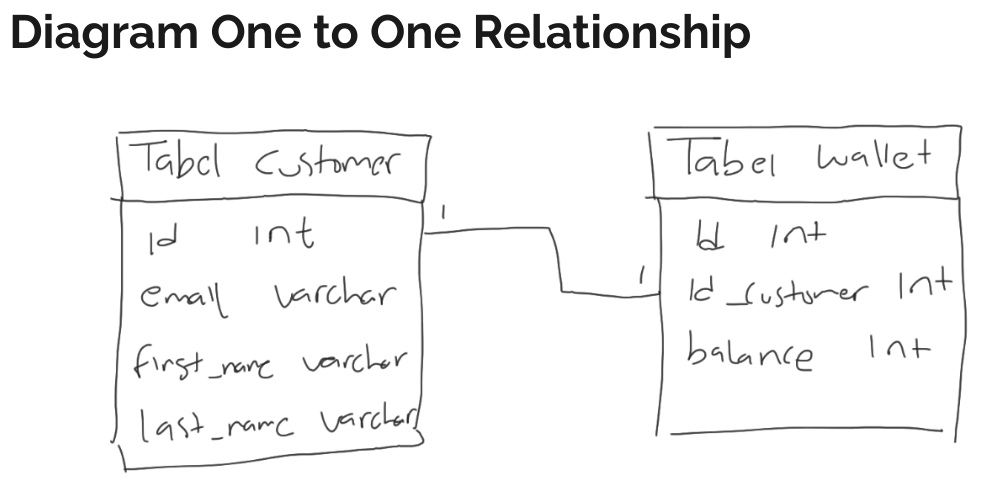 Diagram One to One Relationship
Tabel Customer
Id int
email varchar
first_name varchar
last_name varchar
1
1
Tabel Wallet
Id Int
Id_customer Int
balance Int